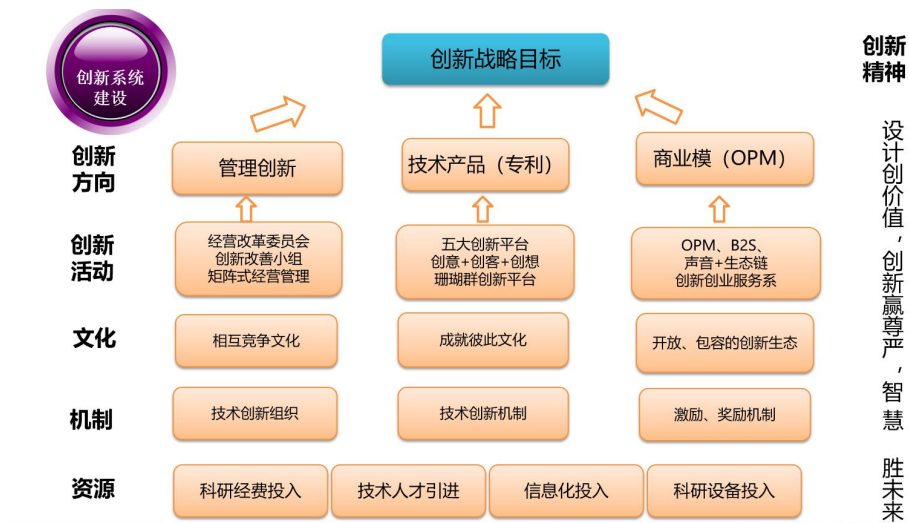 创新系统
建设
创新战略目标
创新
精神
创新
方向
管理创新
技术产品（专利）
商业模（OPM）
创新
活动
经营改革委员会
创新改善小组
矩阵式经营管理
五大创新平台
创意+创客+创想
珊瑚群创新平台
OPM、B2S、
声音+生态链
创新创业服务系
文化
相互竞争文化
成就彼此文化
开放、包容的创新生态
机制
技术创新组织
技术创新机制
激励、奖励机制
资源
科研经费投入
技术人才引进
信息化投入
科研设备投入
设计创价值，创新赢尊严，智慧 胜未来